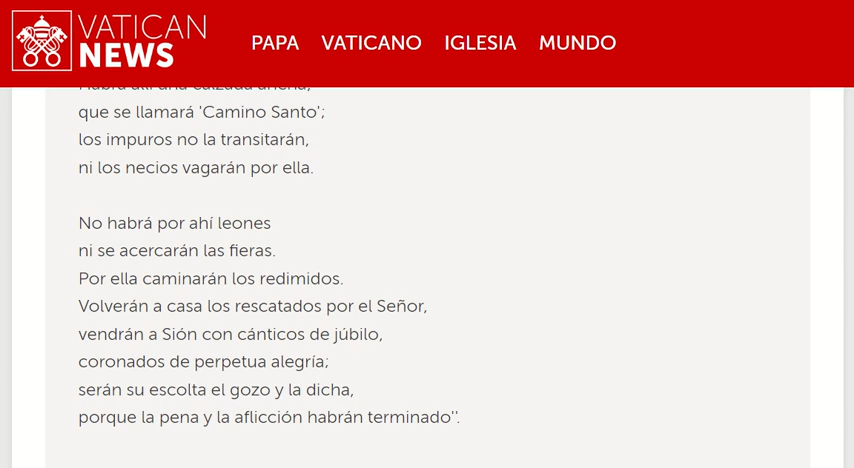 VATICAN
NEWS
PAPA VATICANO IGLESIA MUNDO
que se llamará 'Camino Santo';
los impuros no la transitarán,
ni los necios vagarán por ella.
No habrá por ahí leones
ni se acercarán las fieras.
Por ella caminarán los redimidos.
Volverán a casa los rescatados por el Señor,
vendrán a Sión con cánticos de júbilo,
coronados de perpetua alegría;
serán su escolta el gozo y la dicha,
porque la pena y la aflicción habrán terminado''.